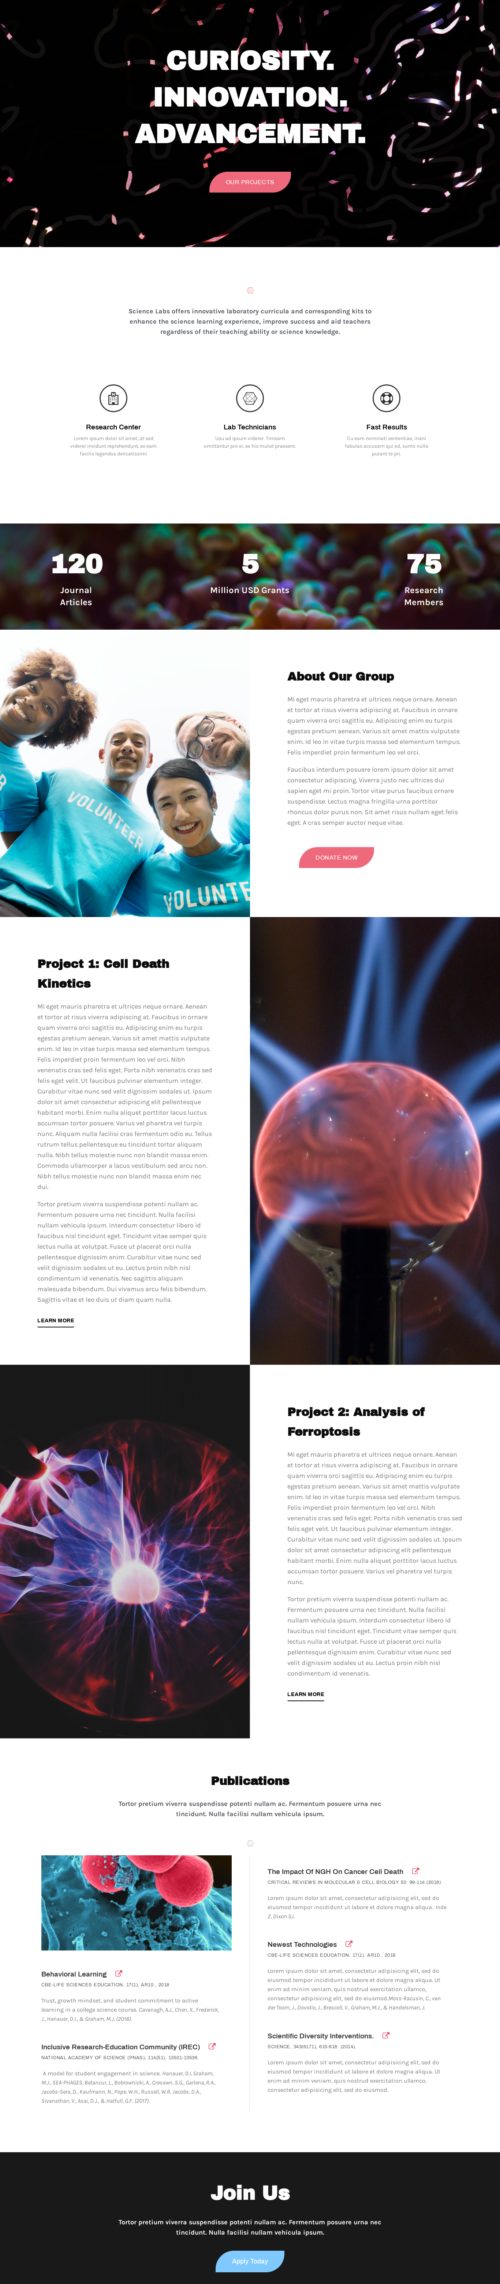 CURIOSITY.
INNOVATION.
ADVANCEMENT.
OUR PROJECTS
Science Labs offers innovative laboratory curricula and corresponding kits to
enhance the science learning experience, improve success and aid teachers
regardless of their teaching ability or science knowledge.
Research Center
Lorem ipsum dolor sit amet, at sed
viderer invidunt reprehendunt, ex eam
facilis legendos delicatissimi
Lab Technicians
Usu ad ipsum viderer. Timeam
omittantur pro ei, ex his mutat praesent.
Fast Results
Cu eam nominati sententiae, inani
fabulas accusam qui ad, sumo nulla
putant te pri.
120
Journal
Articles
5
Million USD Grants
75
Research
Members
VOLUNTEER
VOLUNTE
About Our Group
Mi eget mauris pharetra et ultrices neque ornare. Aenean
et tortor at risus viverra adipiscing at. Faucibus in ornare
quam viverra orci sagittis eu. Adipiscing enim eu turpis
egestas pretium aenean. Varius sit amet mattis vulputate
enim. Id leo in vitae turpis massa sed elementum tempus.
Felis imperdiet proin fermentum leo vel orci.
Faucibus interdum posuere lorem ipsum dolor sit amet
consectetur adipiscing. Viverra justo nec ultrices dui
sapien eget mi proin. Tortor vitae purus faucibus ornare
suspendisse. Lectus magna fringilla urna porttitor
rhoncus dolor purus non. Sit amet risus nullam eget felis
eget. A cras semper auctor neque vitae.
DONATE NOW
Project 1: Cell Death
Kinetics
Mi eget mauris pharetra et ultrices neque ornare. Aenean
et tortor at risus viverra adipiscing at. Faucibus in ornare
quam viverra orci sagittis eu. Adipiscing enim eu turpis
egestas pretium aenean. Varius sit amet mattis vulputate
enim. Id leo in vitae turpis massa sed elementum tempus.
Felis imperdiet proin fermentum leo vel orci. Nibh
venenatis cras sed felis eget. Porta nibh venenatis cras sed
felis eget velit. Ut faucibus pulvinar elementum integer.
Curabitur vitae nunc sed velit dignissim sodales ut. Ipsum
dolor sit amet consectetur adipiscing elit pellentesque
habitant morbi. Enim nulla aliquet porttitor lacus luctus
accumsan tortor posuere. Varius vel pharetra vel turpis
nunc. Aliquam nulla facilisi cras fermentum odio eu. Tellus
rutrum tellus pellentesque eu tincidunt tortor aliquam
nulla. Nibh tellus molestie nunc non blandit massa enim.
Commodo ullamcorper a lacus vestibulum sed arcu non.
Nibh tellus molestie nunc non blandit massa enim nec
dui.
Tortor pretium viverra suspendisse potenti nullam ac.
Fermentum posuere urna nec tincidunt. Nulla facilisi
nullam vehicula ipsum. Interdum consectetur libero id
faucibus nisl tincidunt eget. Tincidunt vitae semper quis
lectus nulla at volutpat. Fusce ut placerat orci nulla
pellentesque dignissim enim. Curabitur vitae nunc sed
velit dignissim sodales ut eu. Lectus proin nibh nisl
condimentum id venenatis. Nec sagittis aliquam
malesuada bibendum. Dui vivamus arcu felis bibendum.
Sagittis vitae et leo duis ut diam quam nulla.
LEARN MORE
Project 2: Analysis of
Ferroptosis
Mi eget mauris pharetra et ultrices neque ornare. Aenean
et tortor at risus viverra adipiscing at. Faucibus in ornare
quam viverra orci sagittis eu. Adipiscing enim eu turpis
egestas pretium aenean. Varius sit amet mattis vulputate
enim. Id leo in vitae turpis massa sed elementum tempus.
Felis imperdiet proin fermentum leo vel orci. Nibh
venenatis cras sed felis eget. Porta nibh venenatis cras sed
felis eget velit. Ut faucibus pulvinar elementum integer.
Curabitur vitae nunc sed velit dignissim sodales ut. Ipsum
dolor sit amet consectetur adipiscing elit pellentesque
habitant morbi. Enim nulla aliquet porttitor lacus luctus
accumsan tortor posuere. Varius vel pharetra vel turpis
nunc.
Tortor pretium viverra suspendisse potenti nullam ac.
Fermentum posuere urna nec tincidunt. Nulla facilisi
nullam vehicula ipsum. Interdum consectetur libero id
faucibus nisl tincidunt eget. Tincidunt vitae semper quis
lectus nulla at volutpat. Fusce ut placerat orci nulla
pellentesque dignissim enim. Curabitur vitae nunc sed
velit dignissim sodales ut eu. Lectus proin nibh nisl
condimentum id venenatis.
LEARN MORE
Publications
Tortor pretium viverra suspendisse potenti nullam ac. Fermentum posuere urna nec
tincidunt. Nulla facilisi nullam vehicula ipsum.
Behavioral Learning
CBE-LIFE SCIENCES EDUCATION. 17(1), AR10 , 2018
Trust, growth mindset, and student commitment to active
learning in a college science course. Cavanagh, A.J., Chen, X., Frederick,
J., Hanauer, D.I., & Graham, M.J. (2018).
Inclusive Research-Education Community (IREC)
NATIONAL ACADEMY OF SCIENCE (PNAS), 114(51), 13531-13536.
A model for student engagement in science. Hanauer, D.I, Graham,
M.J., SEA-PHAGES, Betancur, L., Bobrownicki, A., Cresawn, S.G., Garlena, R.A.,
Jacobs-Sera, D., Kaufmann, N., Pope, W.H., Russell, W.R. Jacobs, D.A.,
Sivanathan, V., Asai, D.J., & Hatfull, G.F. (2017).
The Impact Of NGH On Cancer Cell Death
CRITICAL REVIEWS IN MOLECULAR & CELL BIOLOGY 53: 99-114 (2018)
Lorem ipsum dolor sit amet, consectetur adipiscing elit, sed do
eiusmod tempor incididunt ut labore et dolore magna aliqua.
Z, Dixon SJ.
Newest Technologies
CBE-LIFE SCIENCES EDUCATION. 17(1), AR10 , 2018
Lorem ipsum dolor sit amet, consectetur adipiscing elit, sed do
eiusmod tempor incididunt ut labore et dolore magna aliqua. Ut
enim ad minim veniam, quis nostrud exercitation ullamco,
consectetur adipiscing elit, sed do eiusmod.Moss-Racusin, C., van
der Toorn, J., Dovidio, J., Brescoll, V., Graham, M.J., & Handelsman, J.
Scientific Diversity Interventions.
SCIENCE. 343(6171), 615-616. (2014).
Lorem ipsum dolor sit amet, consectetur adipiscing elit, sed do
eiusmod tempor incididunt ut labore et dolore magna aliqua. Ut
enim ad minim veniam, quis nostrud exercitation ullamco,
consectetur adipiscing elit, sed do eiusmod.
Join Us
Tortor pretium viverra suspendisse potenti nullam ac. Fermentum posuere urna nec
tincidunt. Nulla facilisi nullam vehicula ipsum.
Apply Today